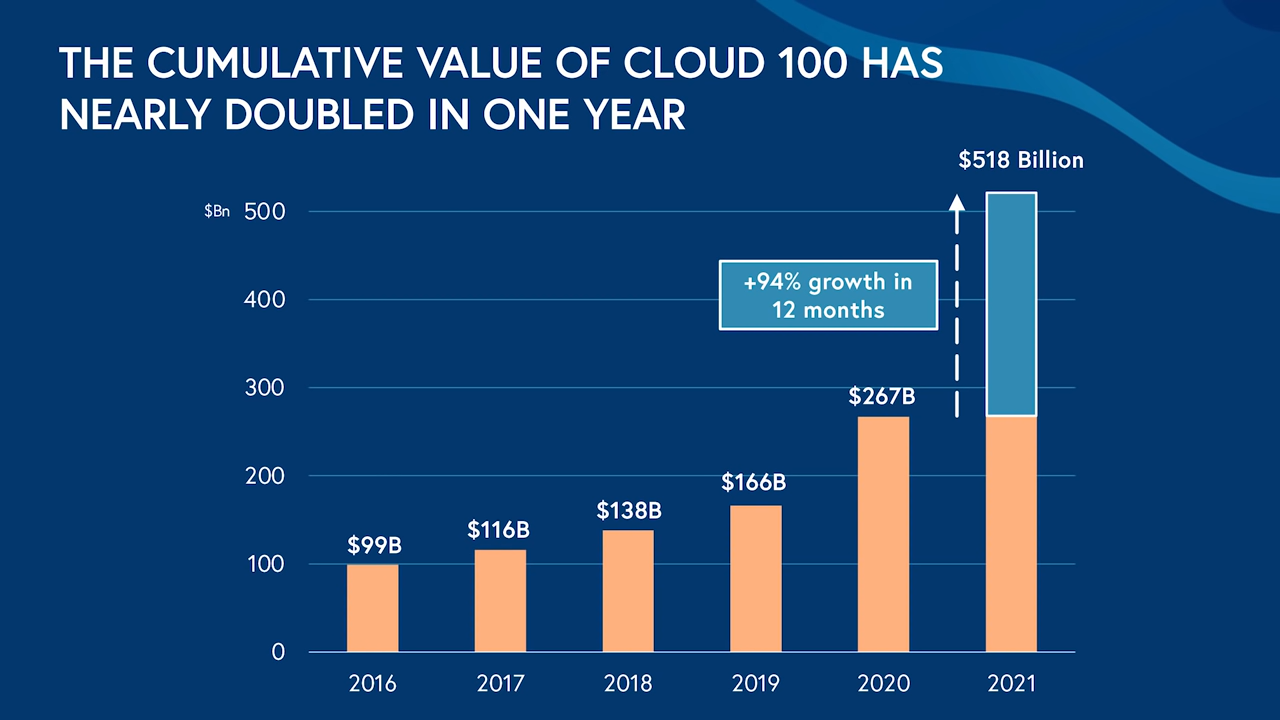 THE CUMULATIVE VALUE OF CLOUD 100 HAS
NEARLY DOUBLED IN ONE YEAR
$518 Billion
$Bn 500
+94% growth in
12 months
400
300
$267B
200
$166B
$138B
$116B
$99B
100
0
2016 2017 2018 2019 2020 2021